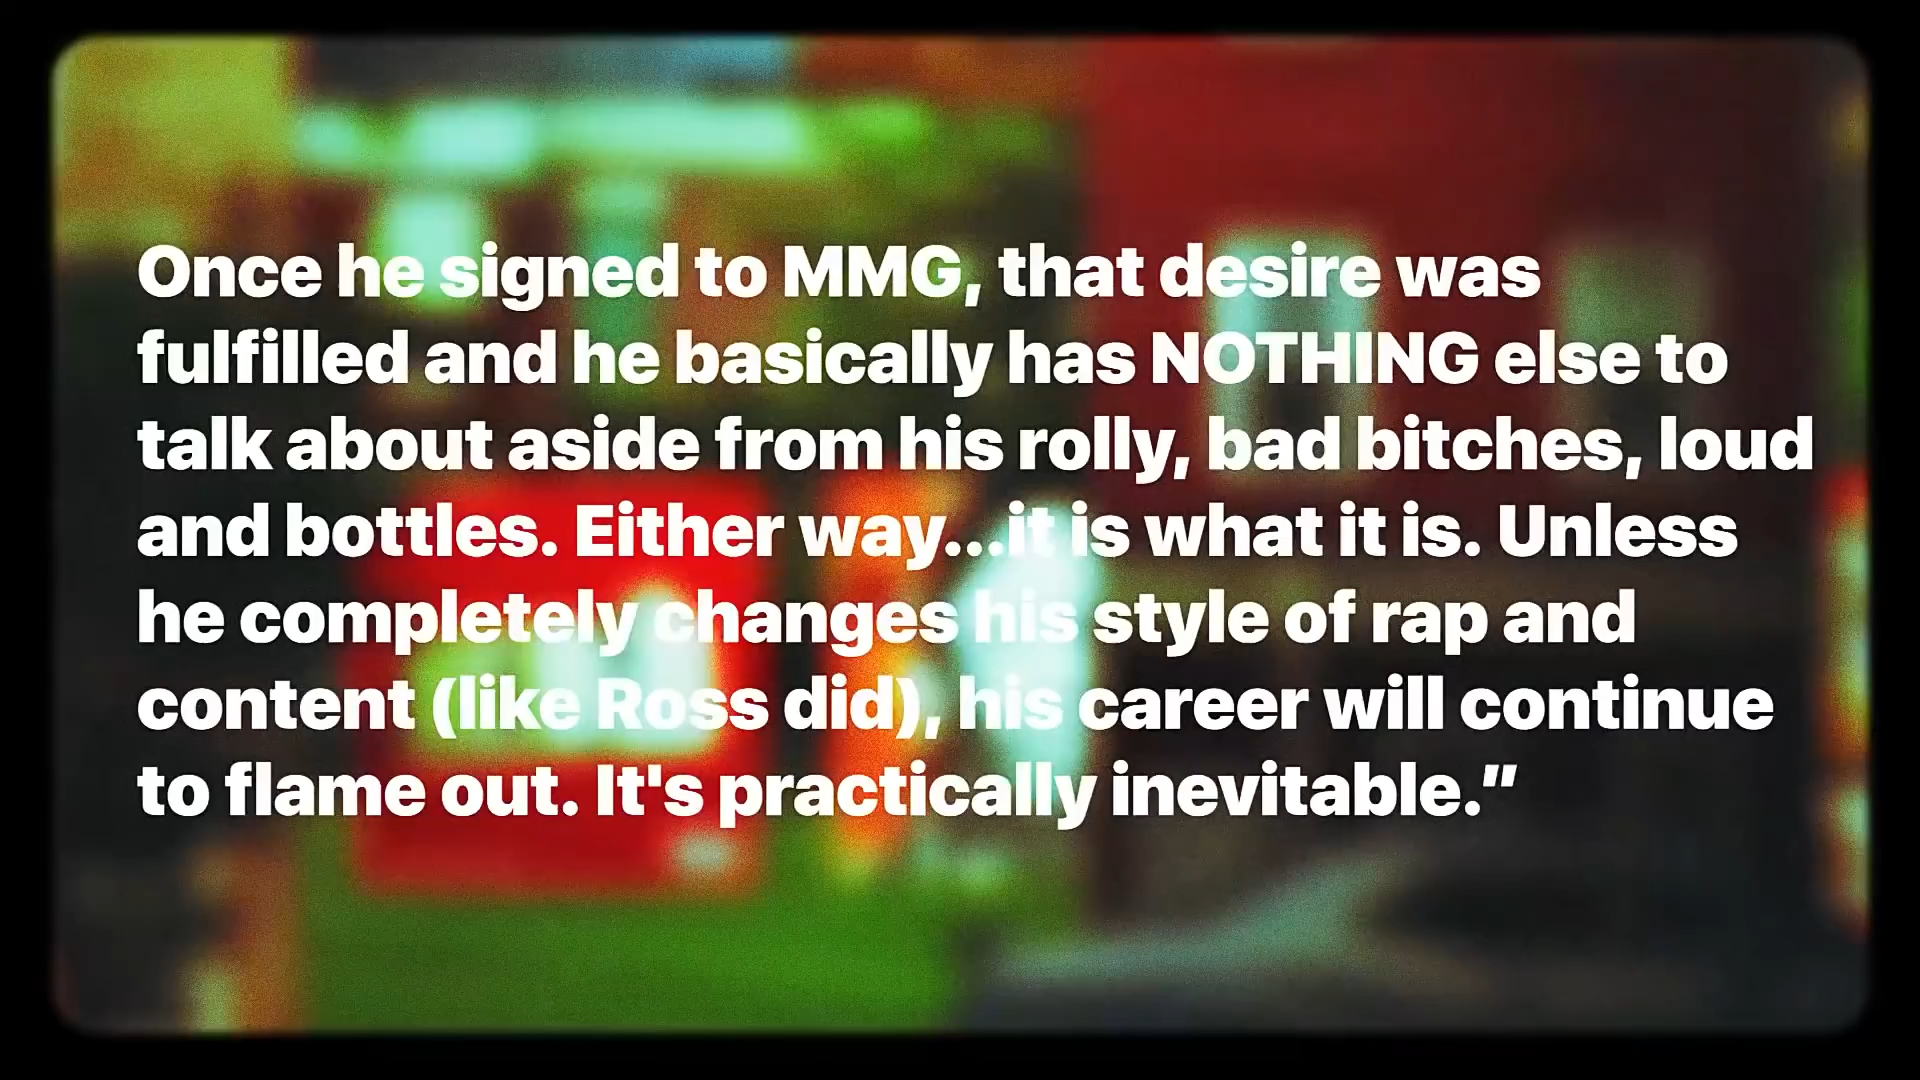 Once he signed to MMG, that desire was
fulfilled and he basically has NOTHING else to
talk about aside from his rolly, bad bitches, loud
and bottles. Either way...it is what it is. Unless
he completely changes his style of rap and
content (like Ross did), his career will continue
to flame out. It's practically inevitable.”